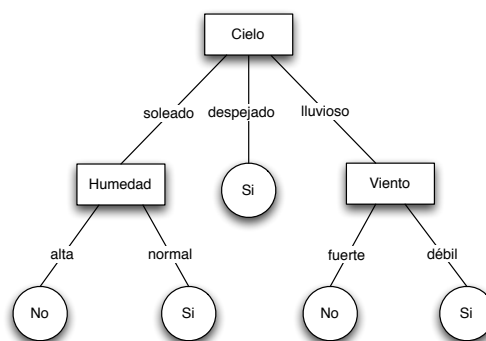 Cielo
soleado despejado lluvioso
Humedad Si Viento
alta normal fuerte débil
No Si No Si